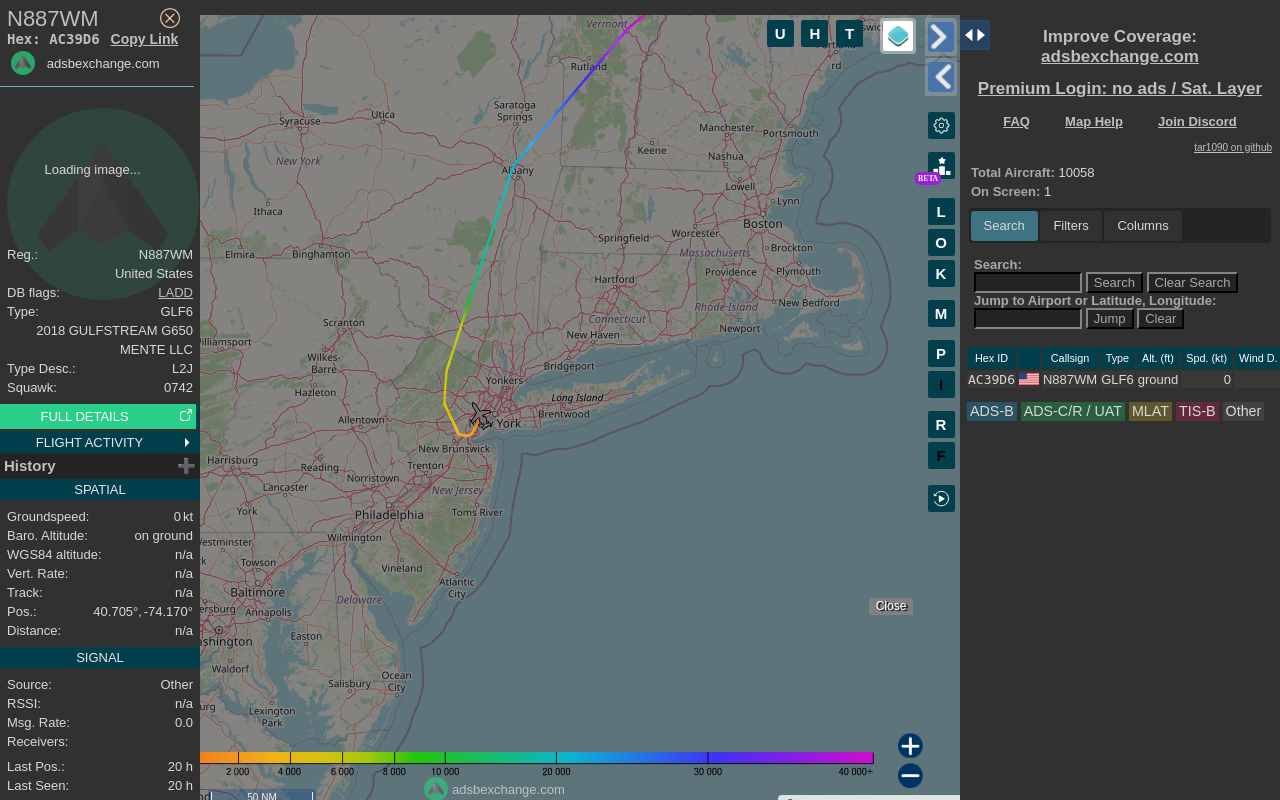 N887WM
Hex: AC39D6 Copy Link
adsbexchange.com
Loading image...
Reg.: N887WM
United States
DB flags: LADD
Type: GLF6
2018 GULFSTREAM G650
MENTE LLC
Type Desc.: L2J
Squawk: 0742
FULL DETAILS
FLIGHT ACTIVITY
History
SPATIAL
Groundspeed: 0 kt
Baro. Altitude: on ground
WGS84 altitude: n/a
Vert. Rate: n/a
Track: n/a
Pos.: 40.705°, -74.170°
Distance: n/a
SIGNAL
Source: Other
RSSI: n/a
Msg. Rate: 0.0
Receivers:
Last Pos.: 20 h
Last Seen: 20 h
Vermont
Rutland
Saratoga
Springs
Syracuse
Utica
New York
Albany
Ithaca
Elmira
Binghamton
Manchester
Portsmouth
Keene
Nashua
Lowell
Lynn
Boston
Worcester
Springfield
Brockton
Massachusetts
Hartford
Providence
Plymouth
Rhode Island
New Bedford
Connecticut
Newport
New Haven
Scranton
Williamsport
Wilkes-
Barre
Hazleton
Bridgeport
Yonkers
Long Island
Brentwood
York
Allentown
New Brunswick
Harrisburg
Reading
Trenton
Norristown
Lancaster
New Jersey
York
Philadelphia
Toms River
Wilmington
Westminster
Towson
Vineland
Baltimore
Atlantic
City
Annapolis
Delaware
Easton
Waldorf
Salisbury
Ocean
City
Lexington
Park
U H T
BETA
L
O
K
M
P
I
R
F
Close
2 000 4 000 6 000 8 000 10 000 20 000 30 000 40 000+
adsbexchange.com
50 NM
Improve Coverage:
adsbexchange.com
Premium Login: no ads / Sat. Layer
FAQ Map Help Join Discord
tar1090 on github
Total Aircraft: 10058
On Screen: 1
Search Filters Columns
Search:
Search Clear Search
Jump to Airport or Latitude, Longitude:
Jump Clear
Hex ID Callsign Type Alt. (ft) Spd. (kt) Wind D.
AC39D6 N887WM GLF6 ground 0
ADS-B ADS-C/R / UAT MLAT TIS-B Other